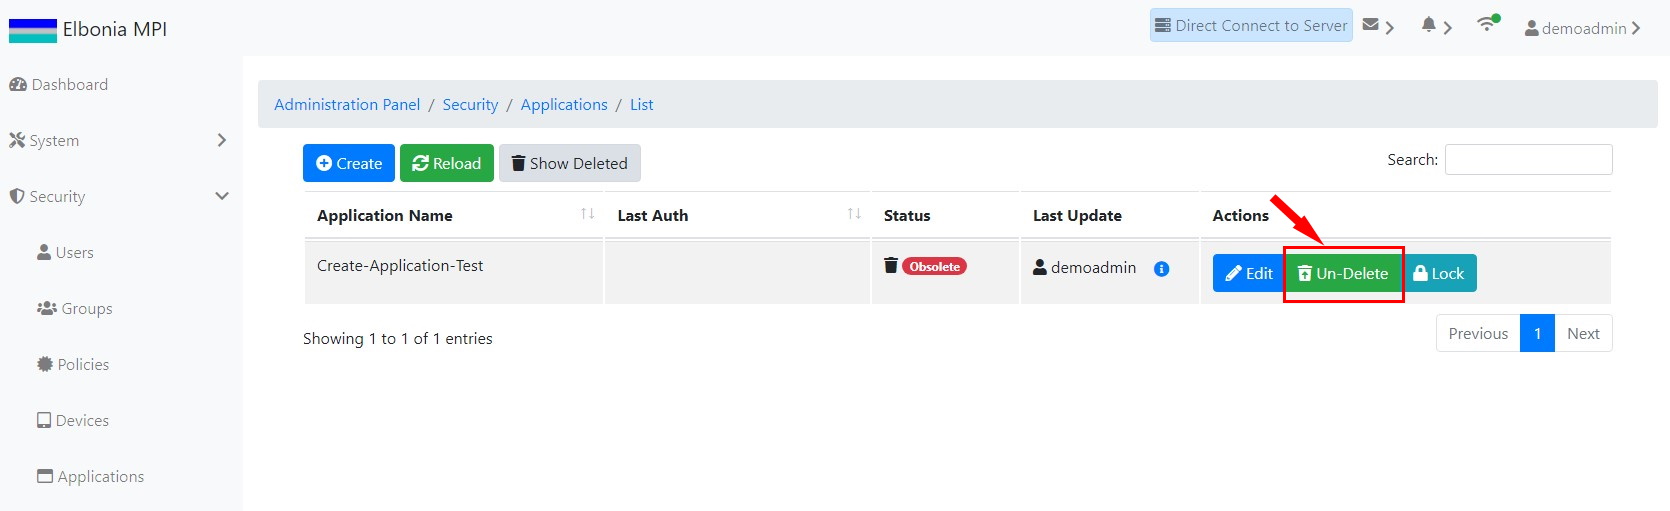 Elbonia MPI
Direct Connect to Server
demoadmin
Dashboard
System
Security
Users
Groups
Policies
Devices
Applications
Administration Panel / Security / Applications / List
Create Reload Show Deleted
Search:
Application Name Last Auth Status Last Update Actions
Create-Application-Test Obsolete demoadmin Edit Un-Delete Lock
Showing 1 to 1 of 1 entries
Previous 1 Next